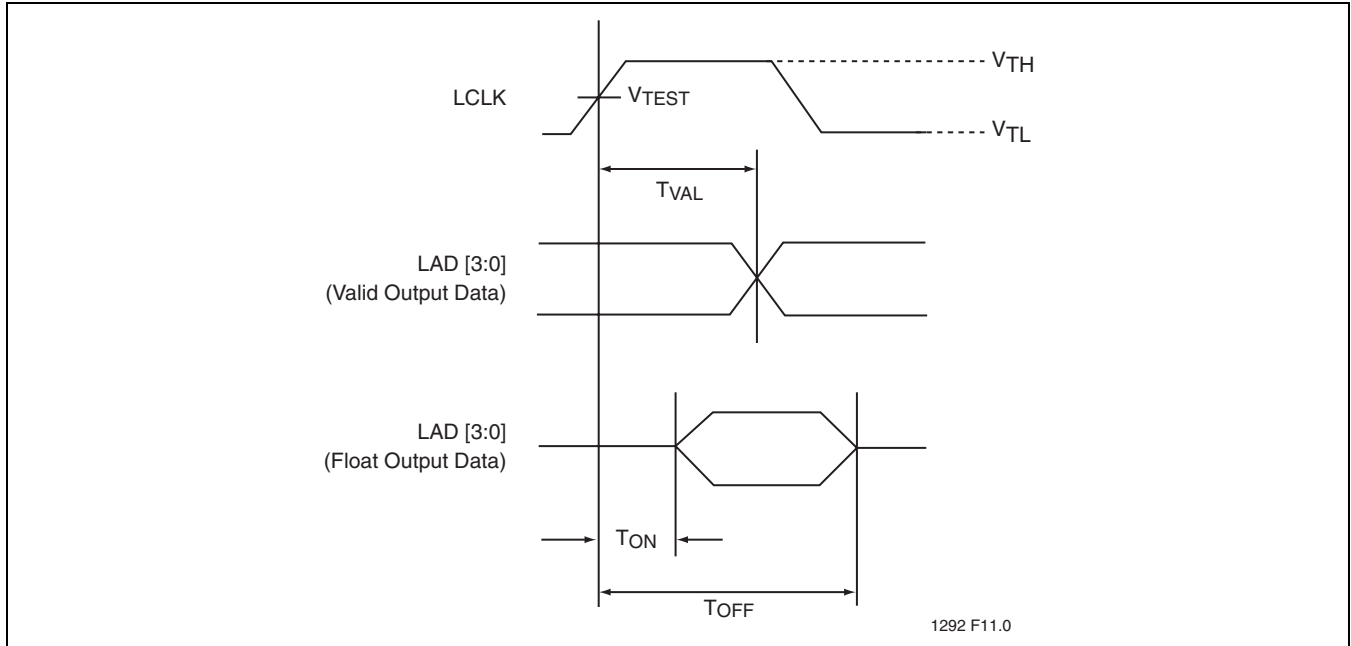 VTH
LCLK
VTEST
VTL
TVAL
LAD [3:0]
(Valid Output Data)
LAD [3:0]
(Float Output Data)
TON
TOFF
1292 F11.0